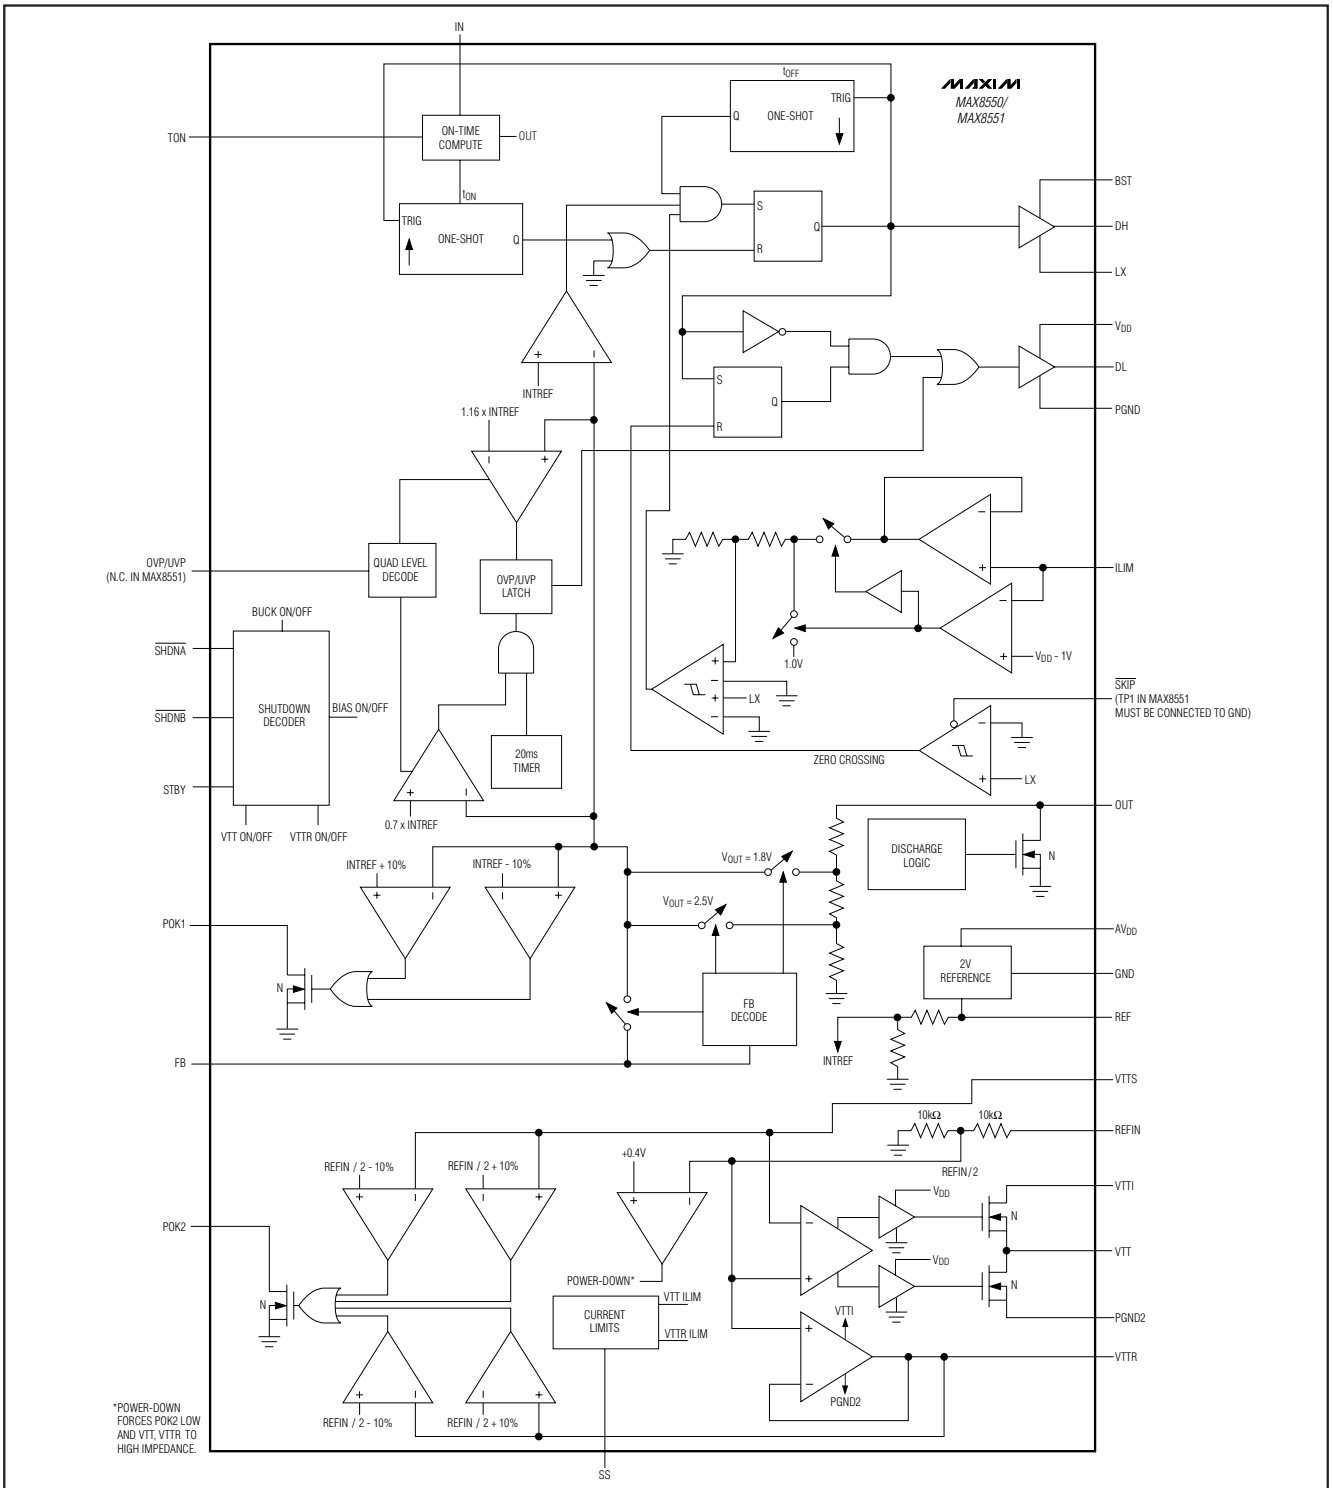 IN
tOFF
TRIG
Q
ONE-SHOT
MAXIM
MAX8550/
MAX8551
TON
ON-TIME
COMPUTE
OUT
tON
TRIG
ONE-SHOT
Q
S
Q
R
BST
DH
LX
+
–
INTREF
VDD
DL
PGND
S
Q
R
1.16 x INTREF
–
+
OVP/UVP
(N.C. IN MAX8551)
QUAD LEVEL
DECODE
OVP/UVP
LATCH
–
+
ILIM
–
+
VDD - 1V
1.0V
BUCK ON/OFF
SHDNA
SHDNB
STBY
SHUTDOWN
DECODER
BIAS ON/OFF
VTT ON/OFF
VTTR ON/OFF
20ms
TIMER
+
–
0.7 x INTREF
+
–
+
–
LX
SKIP
(TP1 IN MAX8551
MUST BE CONNECTED TO GND)
–
+
LX
ZERO CROSSING
OUT
DISCHARGE
LOGIC
N
INTREF + 10%
INTREF - 10%
+
–
–
+
VOUT = 1.8V
VOUT = 2.5V
POK1
N
FB
DECODE
FB
AVDD
2V
REFERENCE
GND
REF
INTREF
VTTS
10kΩ
10kΩ
REFIN
REFIN/2
REFIN / 2 - 10%
REFIN / 2 + 10%
+
–
–
+
+0.4V
+
–
POWER-DOWN*
POK2
N
–
+
VDD
VDD
N
N
VTTI
VTT
PGND2
CURRENT
LIMITS
VTT ILIM
VTTR ILIM
VTTI
+
–
PGND2
VTTR
+
–
–
+
REFIN / 2 - 10%
REFIN / 2 + 10%
*POWER-DOWN
FORCES POK2 LOW
AND VTT, VTTR TO
HIGH IMPEDANCE.
SS